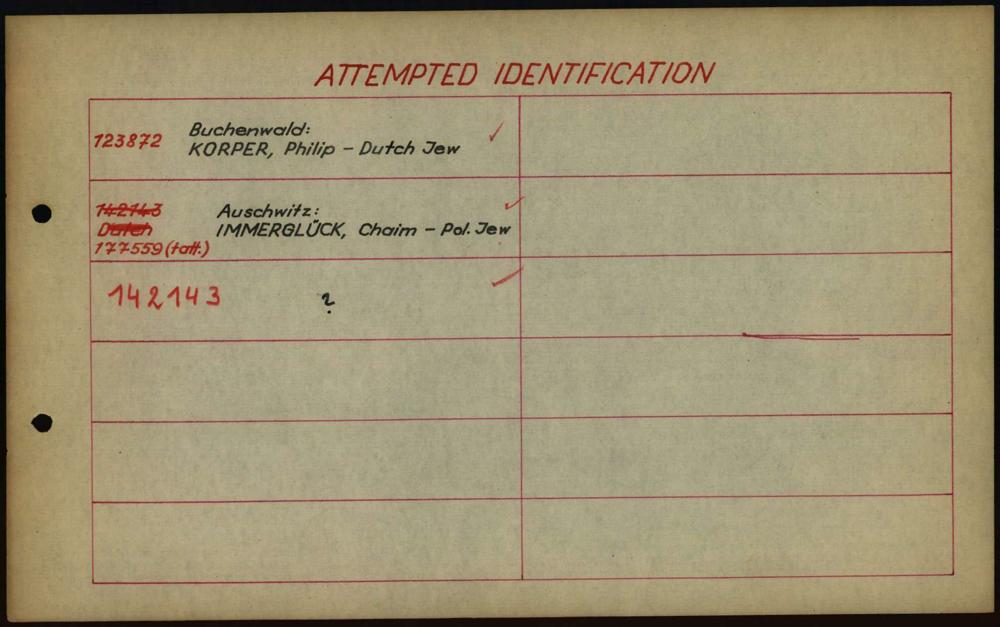 ATTEMPTED IDENTIFICATION
123872 Buchenwald:
KORPER, Philip - Dutch Jew
142143 Auschwitz:
Dutch IMMERGLÜCK, Chaim - Pol. Jew
177559 (tatt.)
142143 ?